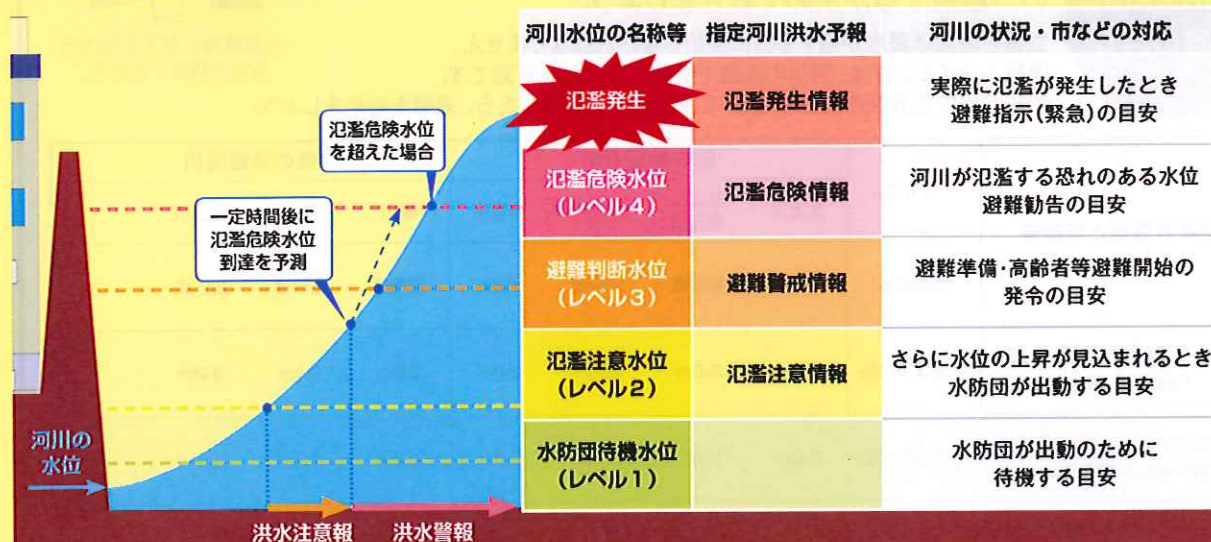 河川水位の名称等 指定河川洪水予報 河川の状況・市などの対応
氾濫発生 氾濫発生情報 実際に氾濫が発生したとき
避難指示(緊急)の目安
氾濫危険水位
を超えた場合
氾濫危険水位
(レベル4)
氾濫危険情報
河川が氾濫する恐れのある水位
避難勧告の目安
一定時間後に
氾濫危険水位
到達を予測
避難判断水位
(レベル3)
避難警戒情報
避難準備・高齢者等避難開始の
発令の目安
氾濫注意水位
(レベル2)
氾濫注意情報
さらに水位の上昇が見込まれるとき
水防団が出動する目安
河川の
水位
水防団待機水位
(レベル1)
水防団が出動のために
待機する目安
洪水注意報 洪水警報